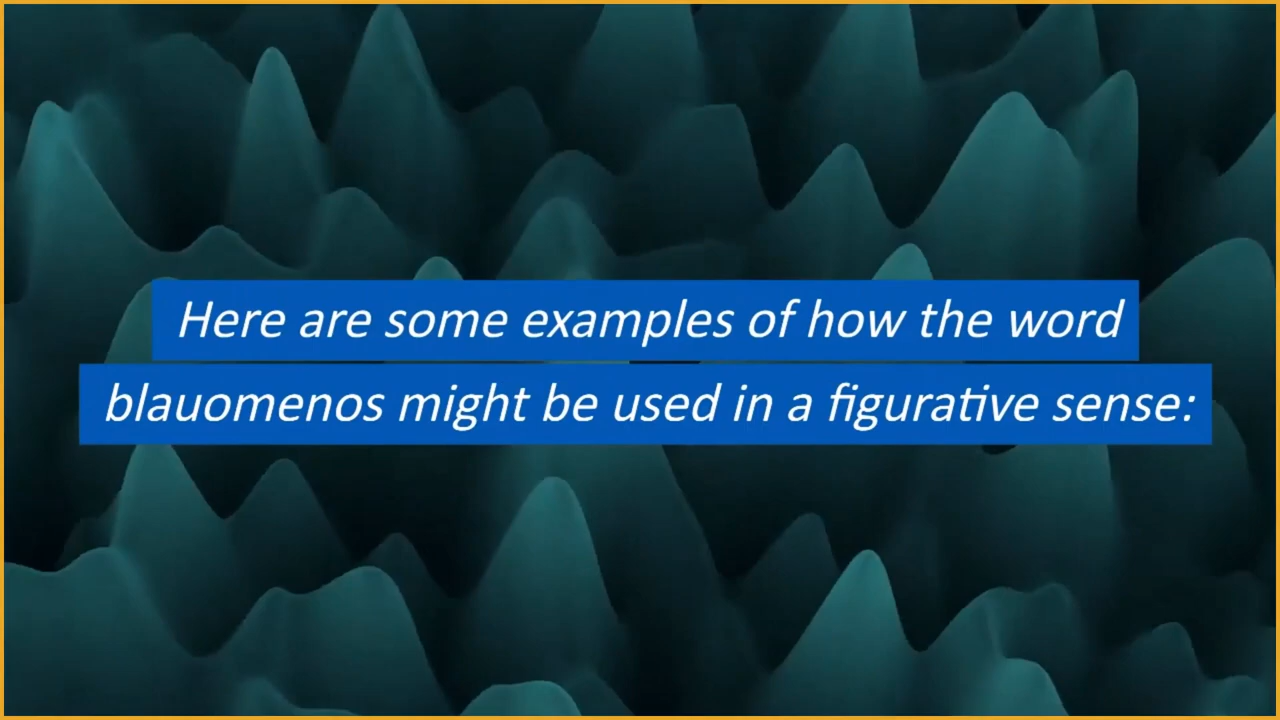 Here are some examples of how the word
blauomenos might be used in a figurative sense: